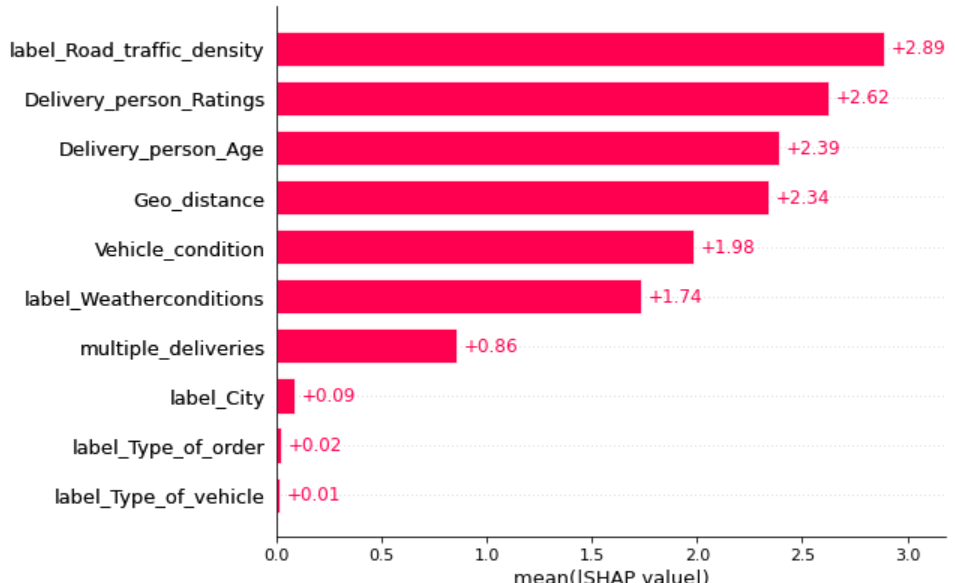 label_Road_traffic_density +2.89
Delivery_person_Ratings +2.62
Delivery_person_Age +2.39
Geo_distance +2.34
Vehicle_condition +1.98
label_Weatherconditions +1.74
multiple_deliveries +0.86
label_City +0.09
label_Type_of_order +0.02
label_Type_of_vehicle +0.01
0.0 0.5 1.0 1.5 2.0 2.5 3.0
mean(|SHAP value|)